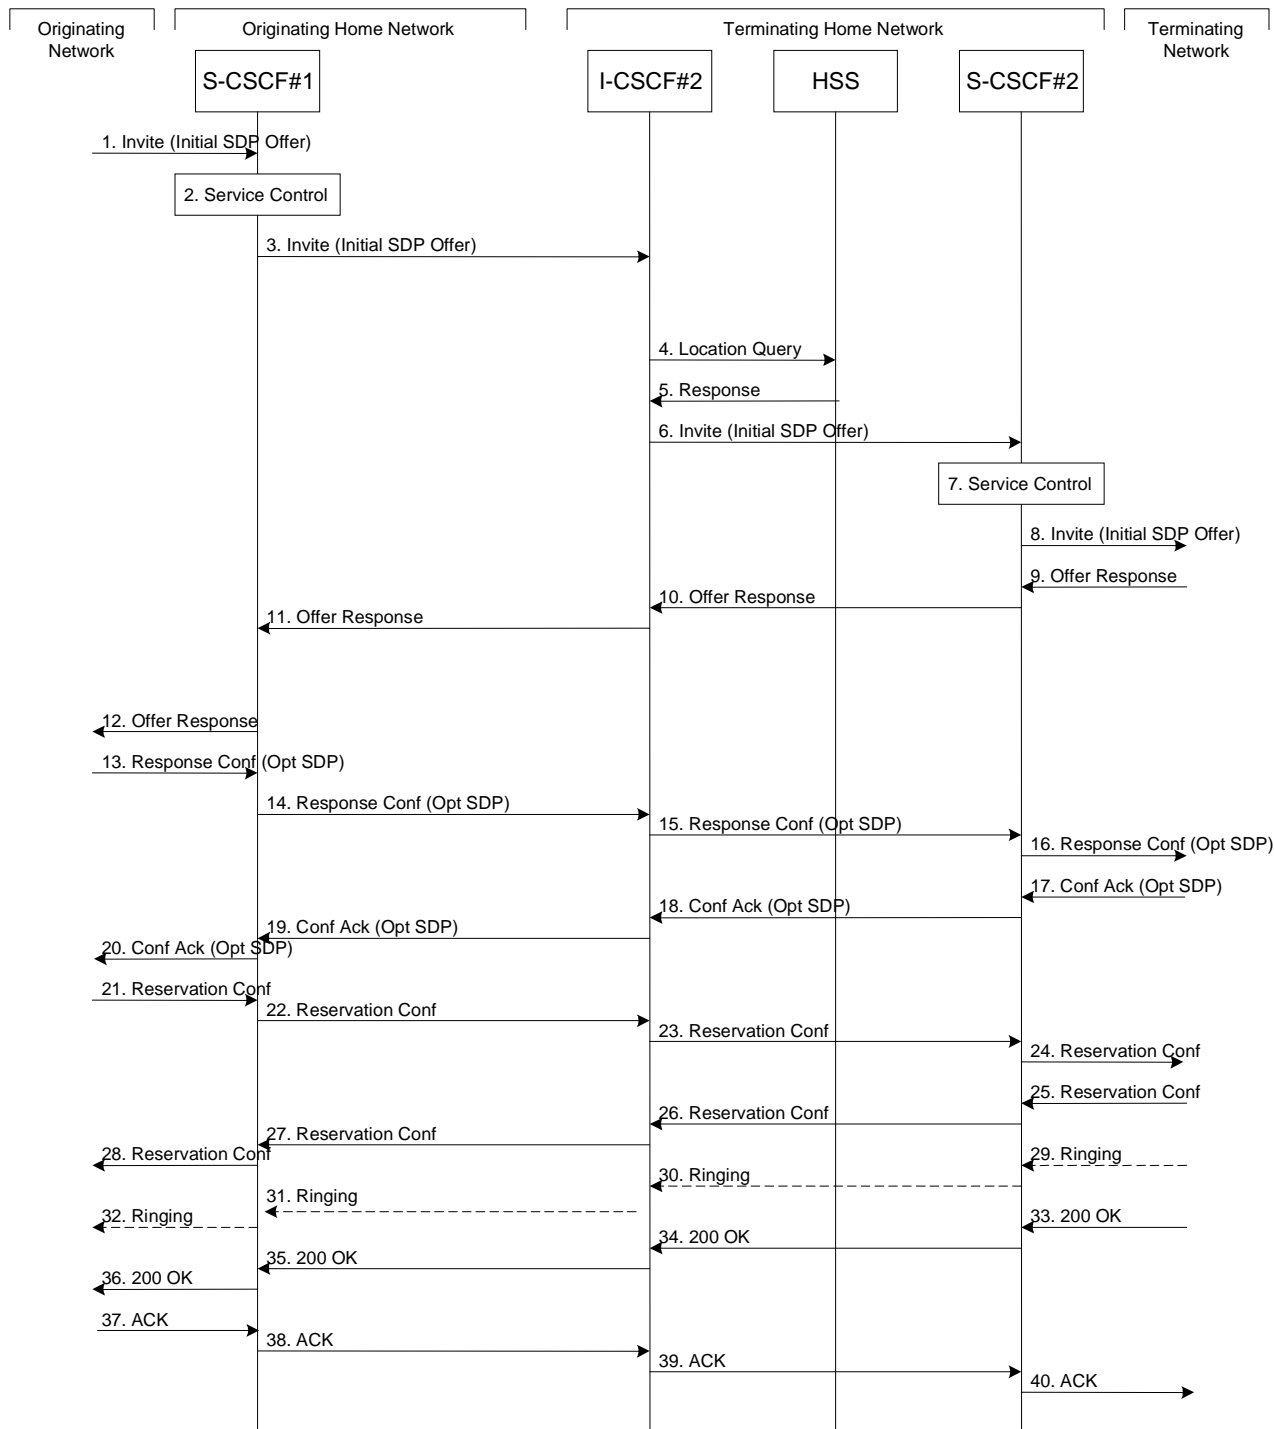 Originating
Network
Originating Home Network
Terminating Home Network
Terminating
Network
S-CSCF#1
I-CSCF#2
HSS
S-CSCF#2
1. Invite (Initial SDP Offer)
2. Service Control
3. Invite (Initial SDP Offer)
4. Location Query
5. Response
6. Invite (Initial SDP Offer)
7. Service Control
8. Invite (Initial SDP Offer)
9. Offer Response
10. Offer Response
11. Offer Response
12. Offer Response
13. Response Conf (Opt SDP)
14. Response Conf (Opt SDP)
15. Response Conf (Opt SDP)
16. Response Conf (Opt SDP)
17. Conf Ack (Opt SDP)
18. Conf Ack (Opt SDP)
19. Conf Ack (Opt SDP)
20. Conf Ack (Opt SDP)
21. Reservation Conf
22. Reservation Conf
23. Reservation Conf
24. Reservation Conf
25. Reservation Conf
26. Reservation Conf
27. Reservation Conf
28. Reservation Conf
29. Ringing
30. Ringing
31. Ringing
32. Ringing
33. 200 OK
34. 200 OK
35. 200 OK
36. 200 OK
37. ACK
38. ACK
39. ACK
40. ACK